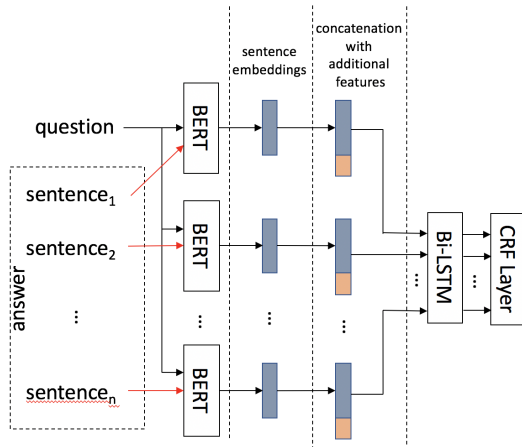 concatenation
with
additional
features
sentence
embeddings
question
BERT
sentence1
sentence2
BERT
answer
...
...
...
...
...
sentencen
BERT
Bi-LSTM
CRF Layer
...